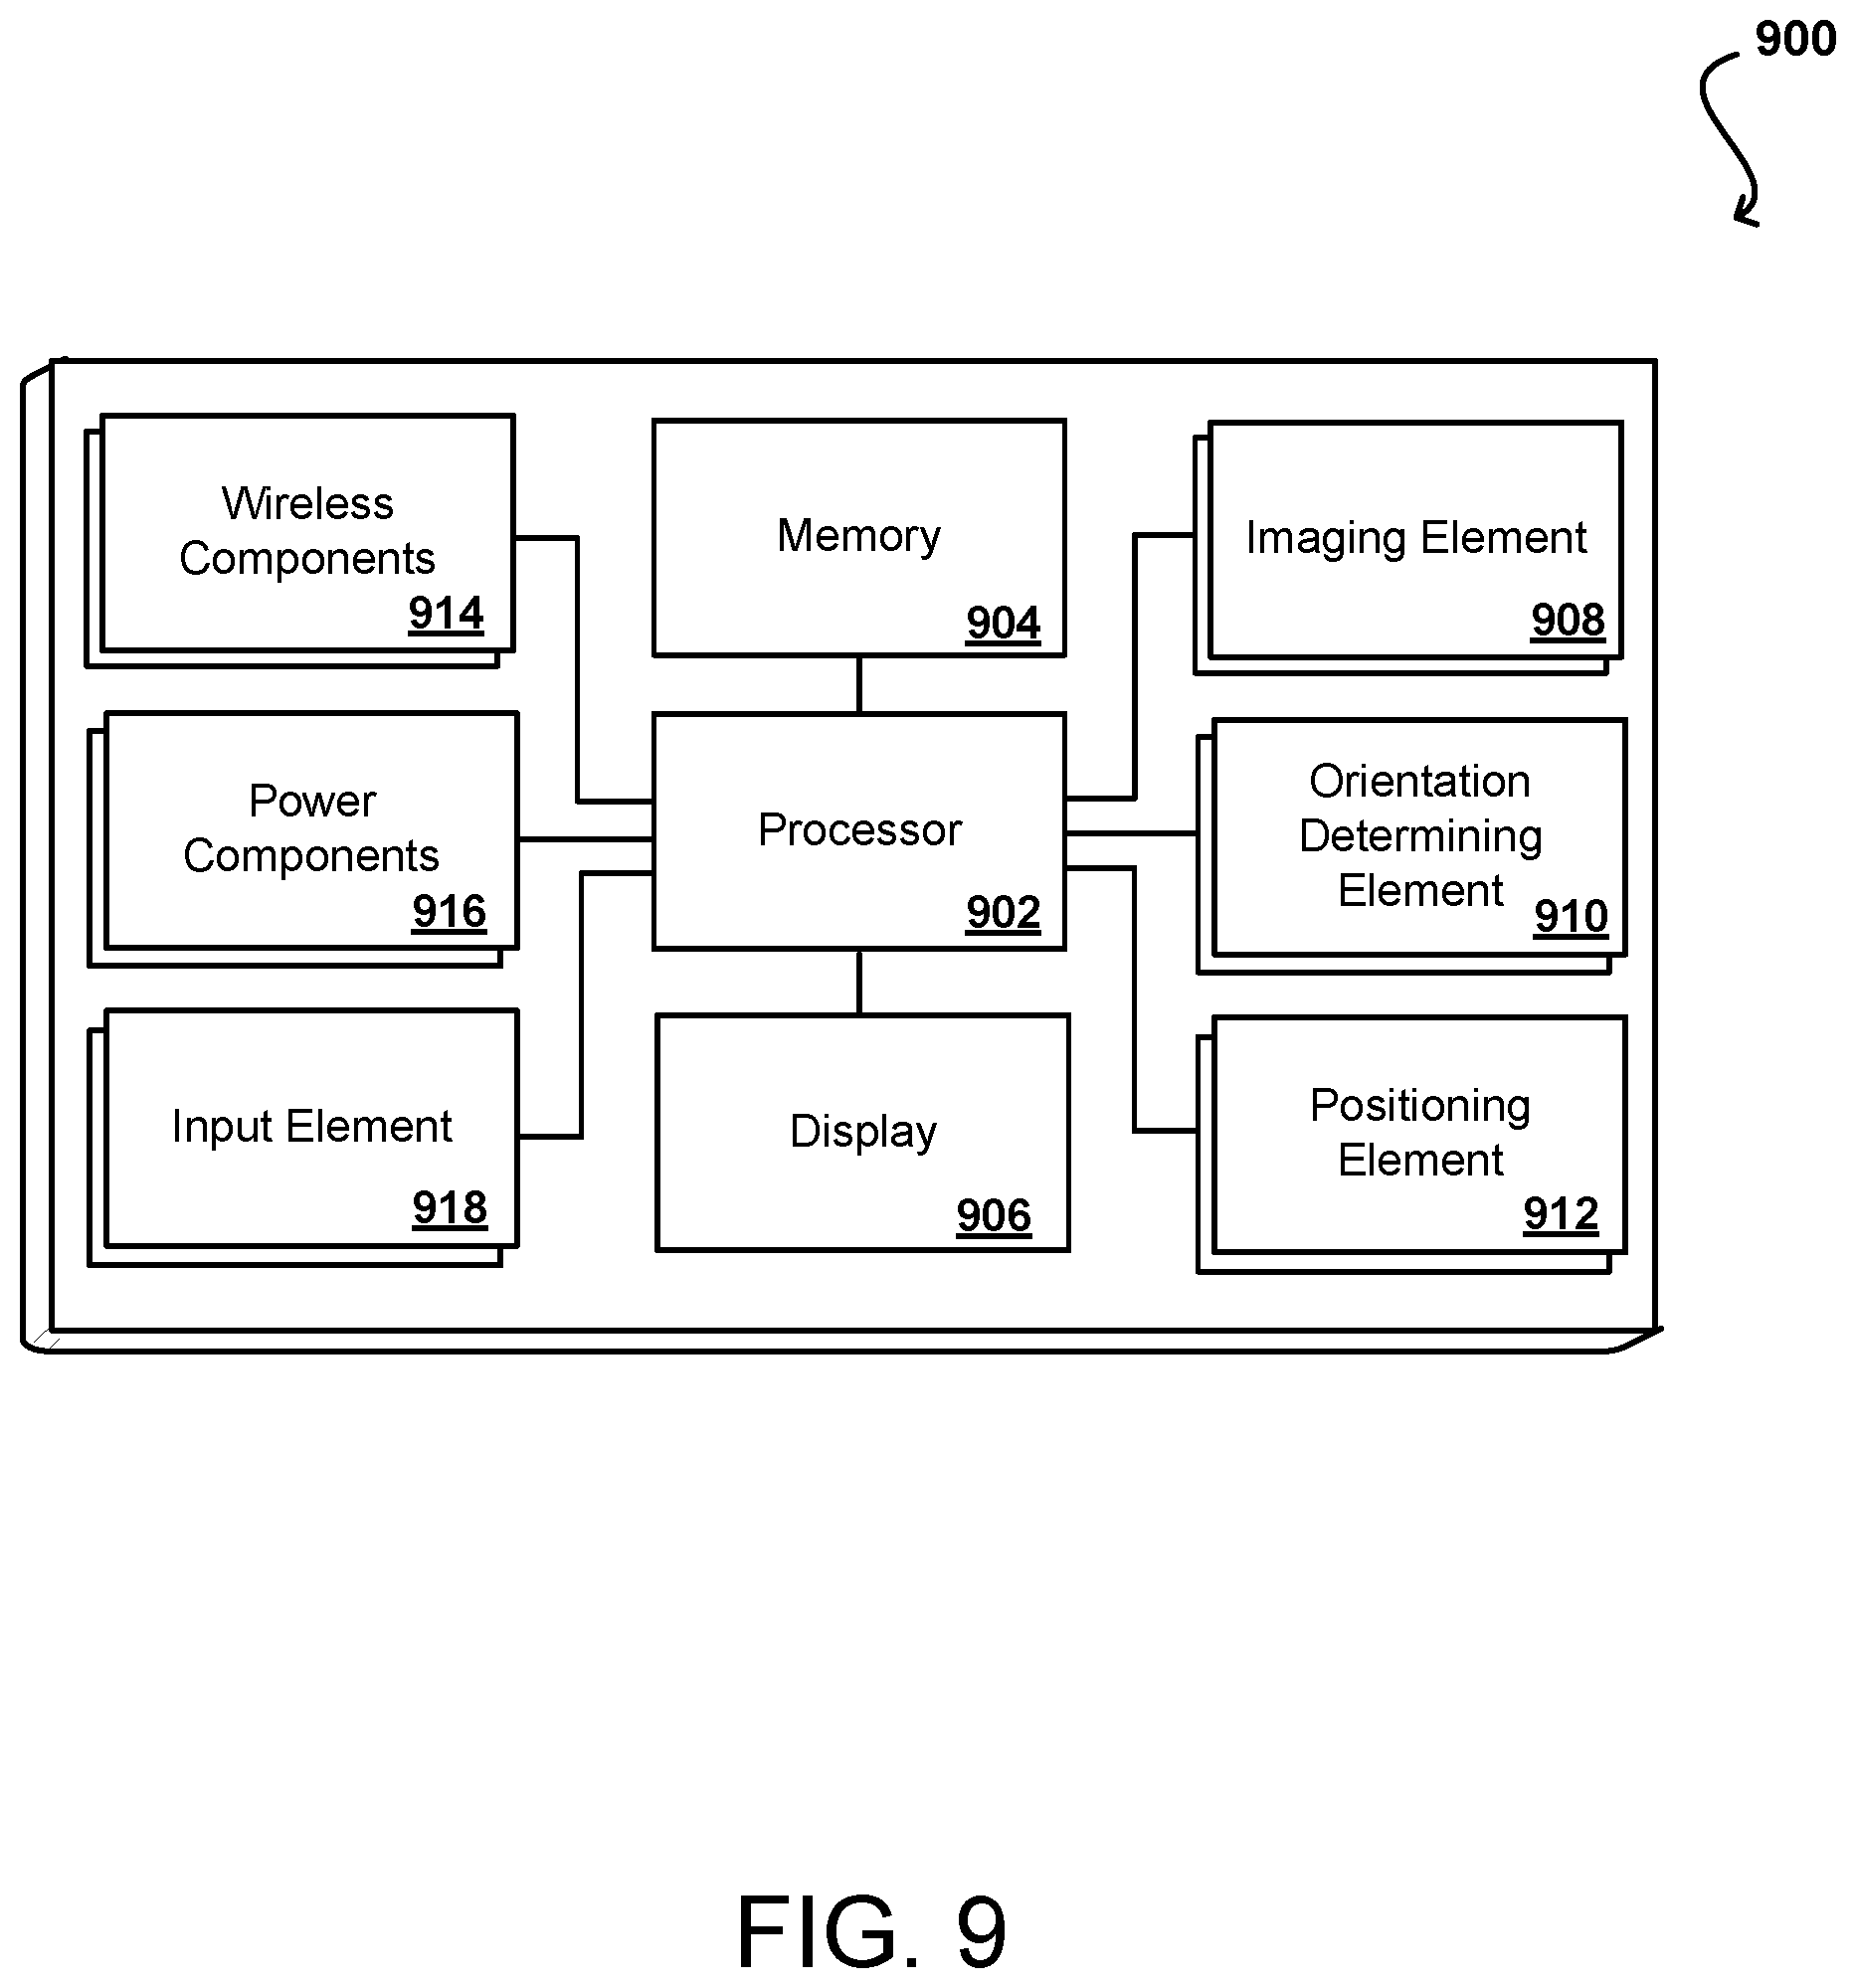 900
Wireless
Components
914
Memory
904
Imaging Element
908
Power
Components
916
Processor
902
Orientation
Determining
Element
910
Input Element
918
Display
906
Positioning
Element
912
FIG. 9